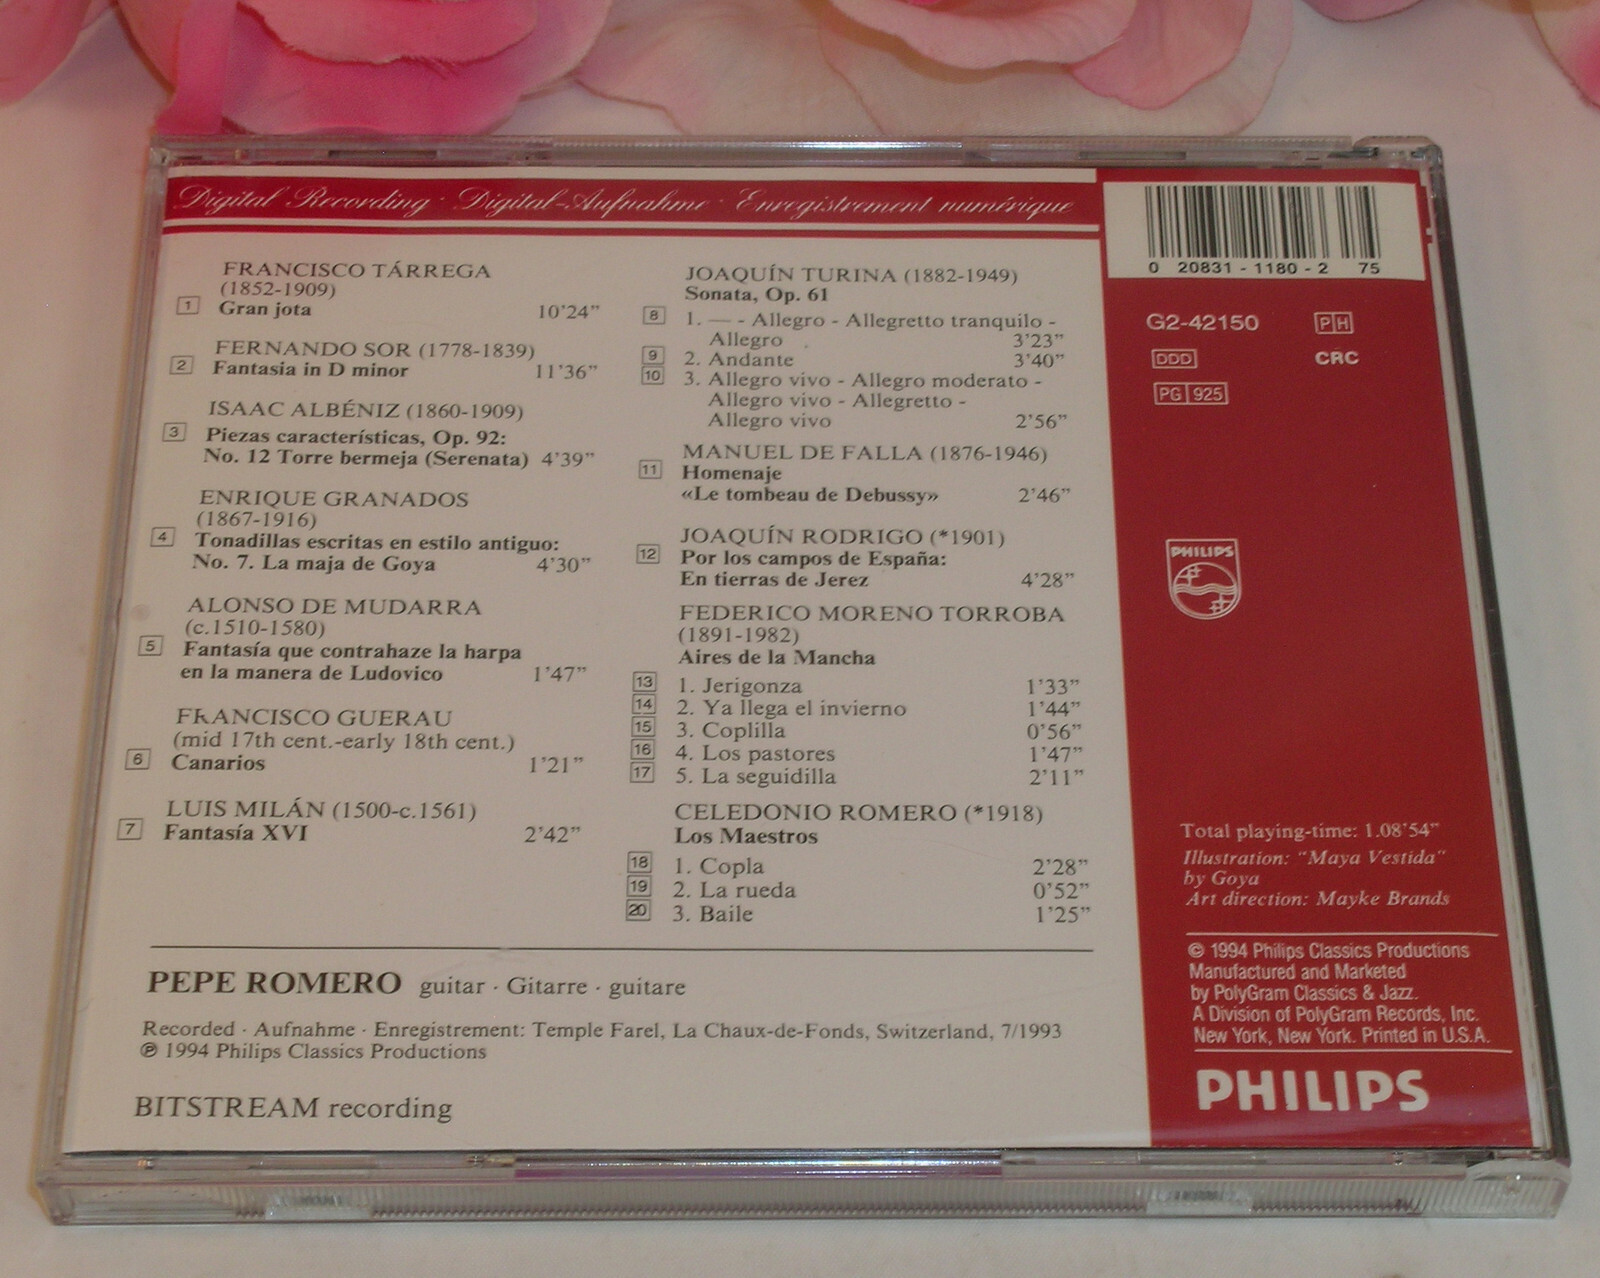 Digital Recording · Digital-Aufnahme · Enregistrement numérique
FRANCISCO TÁRREGA
(1852-1909)
1 Gran jota 10'24"
FERNANDO SOR (1778-1839)
2 Fantasia in D minor 11'36"
ISAAC ALBÉNIZ (1860-1909)
3 Piezas características, Op. 92:
No. 12 Torre bermeja (Serenata) 4'39"
ENRIQUE GRANADOS
(1867-1916)
4 Tonadillas escritas en estilo antiguo:
No. 7. La maja de Goya 4'30"
ALONSO DE MUDARRA
(c.1510-1580)
5 Fantasía que contrahaze la harpa
en la manera de Ludovico 1'47"
FRANCISCO GUERAU
(mid 17th cent.-early 18th cent.)
6 Canarios 1'21"
LUIS MILÁN (1500-c.1561)
7 Fantasía XVI 2'42"
JOAQUÍN TURINA (1882-1949)
Sonata, Op. 61
8 1. — - Allegro - Allegretto tranquilo -
Allegro 3'23"
9 2. Andante 3'40"
10 3. Allegro vivo - Allegro moderato -
Allegro vivo - Allegretto -
Allegro vivo 2'56"
MANUEL DE FALLA (1876-1946)
11 Homenaje
«Le tombeau de Debussy» 2'46"
JOAQUÍN RODRIGO (*1901)
12 Por los campos de España:
En tierras de Jerez 4'28"
FEDERICO MORENO TORROBA
(1891-1982)
Aires de la Mancha
13 1. Jerigonza 1'33"
14 2. Ya llega el invierno 1'44"
15 3. Coplilla 0'56"
16 4. Los pastores 1'47"
17 5. La seguidilla 2'11"
CELEDONIO ROMERO (*1918)
Los Maestros
18 1. Copla 2'28"
19 2. La rueda 0'52"
20 3. Baile 1'25"
PEPE ROMERO guitar · Gitarre · guitare
Recorded · Aufnahme · Enregistrement: Temple Farel, La Chaux-de-Fonds, Switzerland, 7/1993
℗ 1994 Philips Classics Productions
BITSTREAM recording
0 20831 - 1180 - 2 75
G2-42150 PH
DDD CRC
PG 925
PHILIPS
Total playing-time: 1.08'54"
Illustration: "Maya Vestida"
by Goya
Art direction: Mayke Brands
© 1994 Philips Classics Productions
Manufactured and Marketed
by PolyGram Classics & Jazz.
A Division of PolyGram Records, Inc.
New York, New York. Printed in U.S.A.
PHILIPS